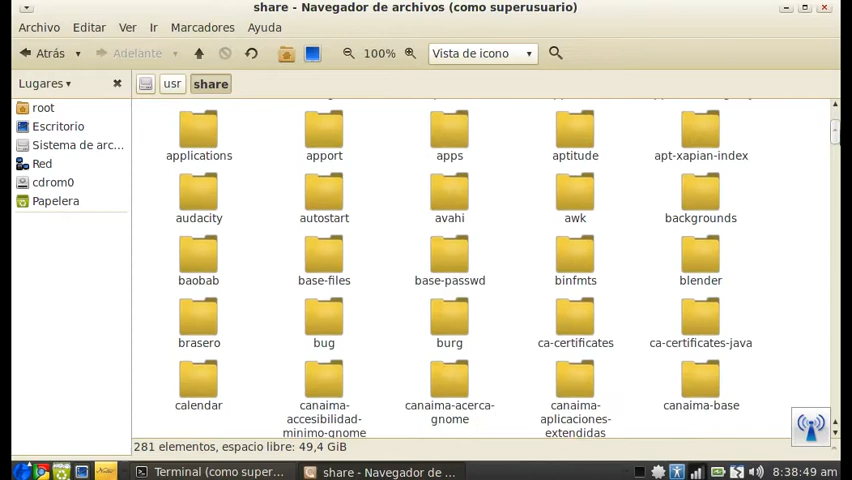 share - Navegador de archivos (como superusuario)
Archivo Editar Ver Ir Marcadores Ayuda
Atrás Adelante 100% Vista de icono
Lugares usr share
root
Escritorio
Sistema de arc...
Red
cdrom0
Papelera
applications apport apps aptitude apt-xapian-index
audacity autostart avahi awk backgrounds
baobab base-files base-passwd binfmts blender
brasero bug burg ca-certificates ca-certificates-java
calendar canaima-accesibilidad-minimo-gnome canaima-acerca-gnome canaima-aplicaciones-extendidas canaima-base
281 elementos, espacio libre: 49,4 GiB
Terminal (como super... share - Navegador de ... 8:38:49 am